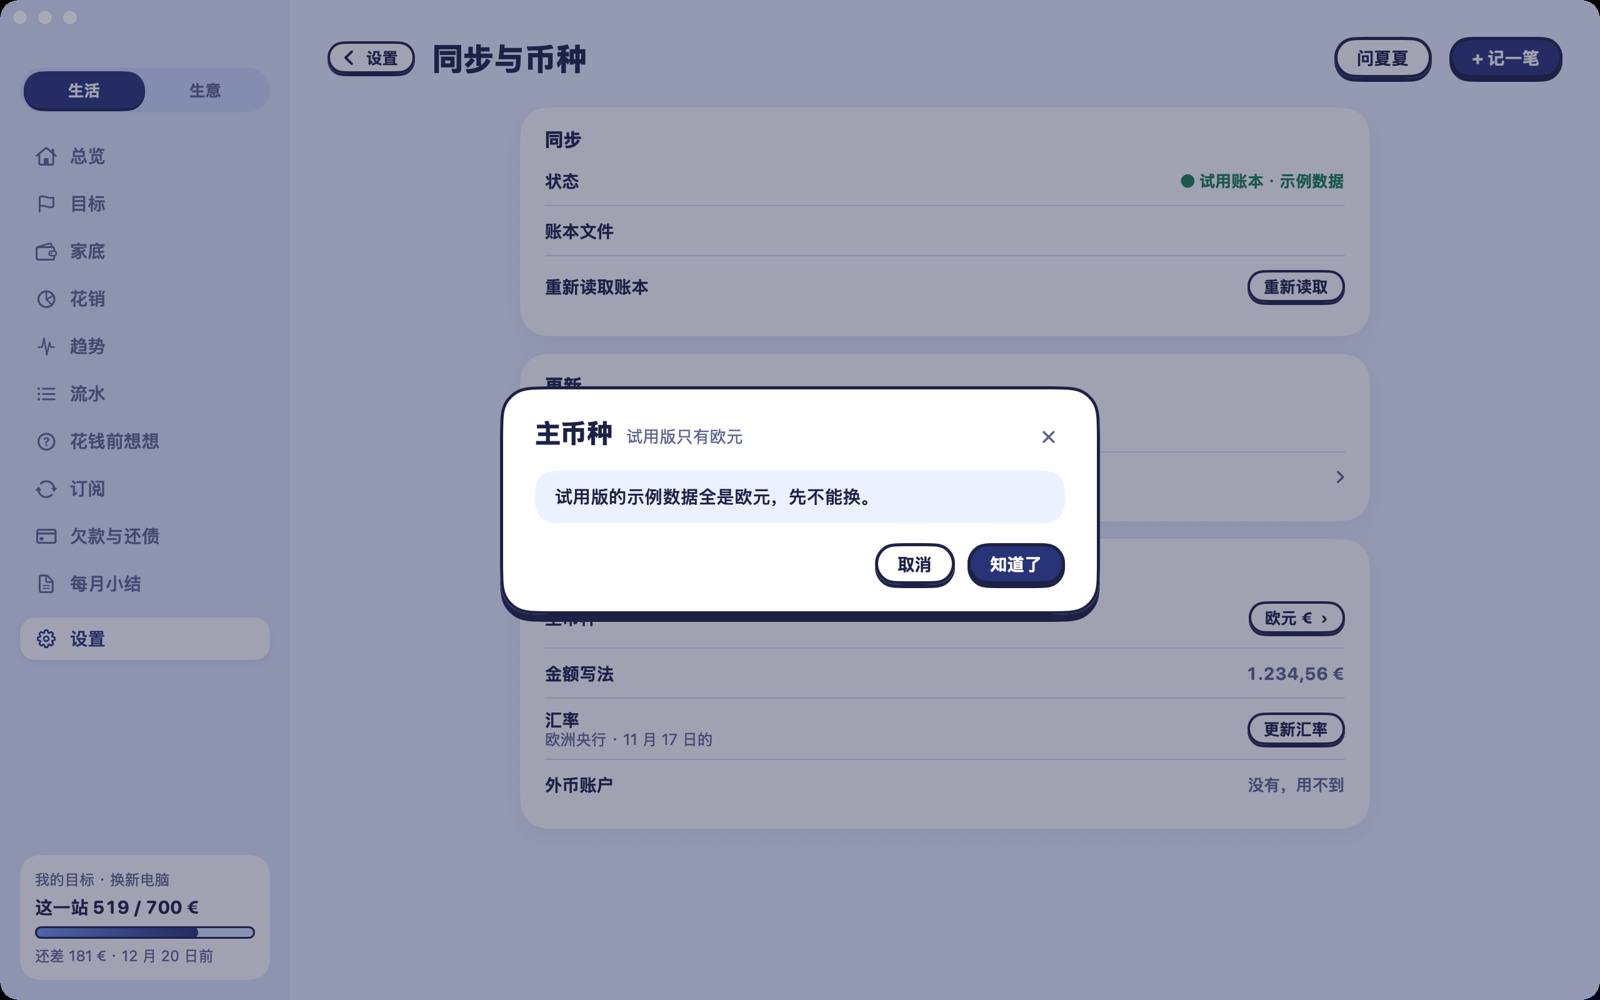 生活
生意
总览
目标
家底
花销
趋势
流水
花钱前想想
订阅
欠款与还债
每月小结
设置
我的目标 · 换新电脑
这一站 519 / 700 €
还差 181 € · 12 月 20 日前
设置
同步与币种
问夏夏
+ 记一笔
同步
状态
试用账本 · 示例数据
账本文件
重新读取账本
重新读取
更新
主币种
试用版只有欧元
试用版的示例数据全是欧元，先不能换。
取消
知道了
主币种
欧元 € ›
金额写法
1.234,56 €
汇率
欧洲央行 · 11 月 17 日的
更新汇率
外币账户
没有，用不到